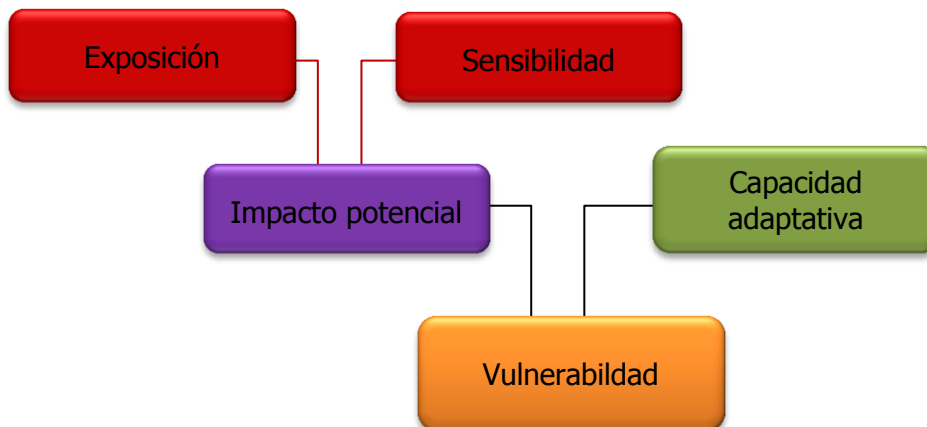 Exposición
Sensibilidad
Impacto potencial
Capacidad
adaptativa
Vulnerabildad